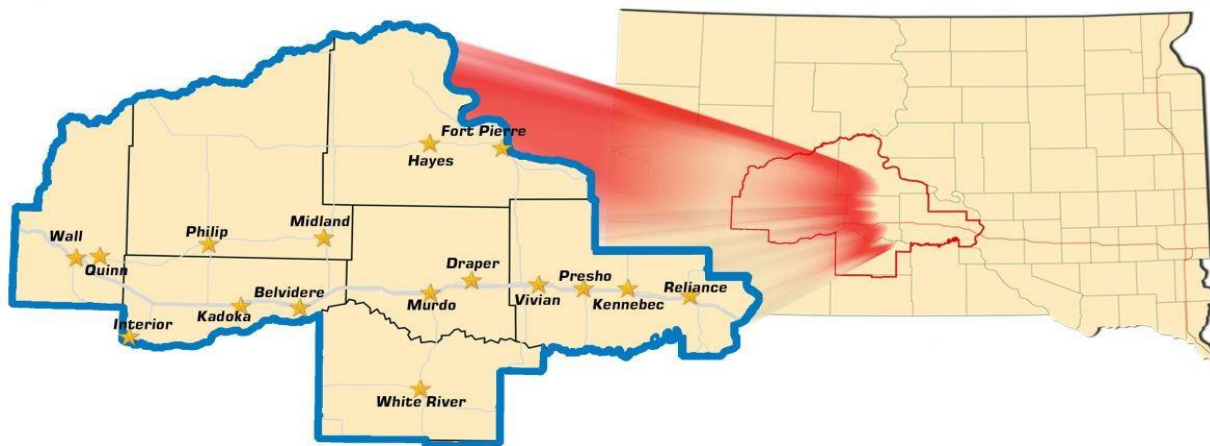 Fort Pierre
Hayes
Midland
Wall
Philip
Quinn
Draper
Presho
Belvidere
Vivian
Reliance
Murdo
Kennebec
Kadoka
Interior
White River